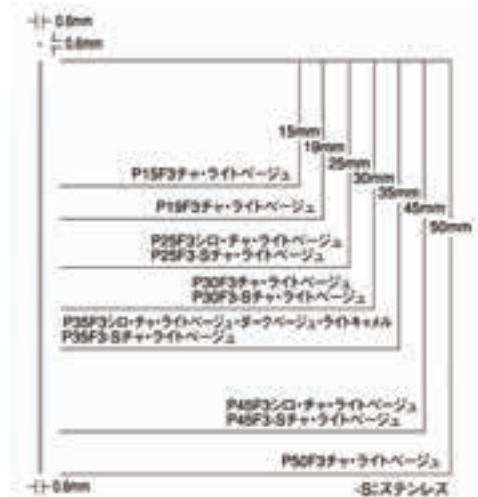 0.6mm
0.6mm
15mm
19mm
25mm
30mm
35mm
45mm
50mm
P15F3チャ・ライトベージュ
P19F3チャ・ライトベージュ
P25F3シロ・チャ・ライトベージュ
P25F3-Sチャ・ライトベージュ
P30F3チャ・ライトベージュ
P30F3-Sチャ・ライトベージュ
P35F3シロ・チャ・ライトベージュ・ダークベージュ・ライトキャメル
P35F3-Sチャ・ライトベージュ
P45F3シロ・チャ・ライトベージュ
P45F3-Sチャ・ライトベージュ
P50F3チャ・ライトベージュ
0.6mm
-S:ステンレス